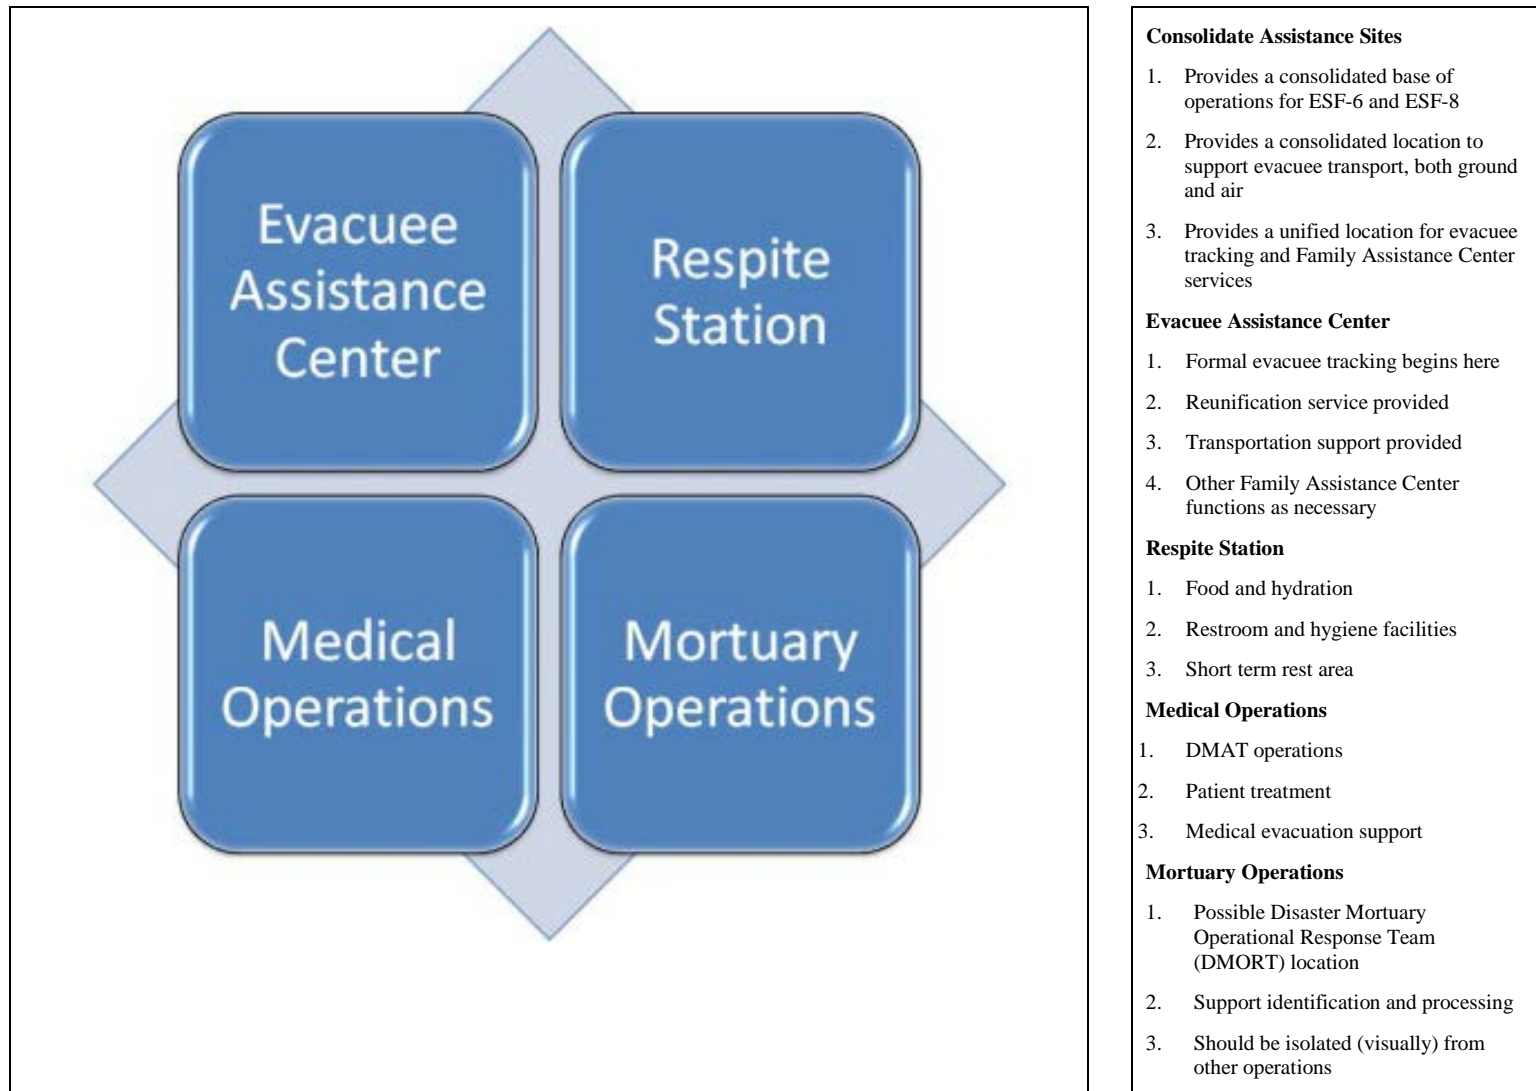 Evacuee
Assistance
Center
Respite
Station
Medical
Operations
Mortuary
Operations
Consolidate Assistance Sites
1. Provides a consolidated base of
operations for ESF-6 and ESF-8
2. Provides a consolidated location to
support evacuee transport, both ground
and air
3. Provides a unified location for evacuee
tracking and Family Assistance Center
services
Evacuee Assistance Center
1. Formal evacuee tracking begins here
2. Reunification service provided
3. Transportation support provided
4. Other Family Assistance Center
functions as necessary
Respite Station
1. Food and hydration
2. Restroom and hygiene facilities
3. Short term rest area
Medical Operations
1. DMAT operations
2. Patient treatment
3. Medical evacuation support
Mortuary Operations
1. Possible Disaster Mortuary
Operational Response Team
(DMORT) location
2. Support identification and processing
3. Should be isolated (visually) from
other operations